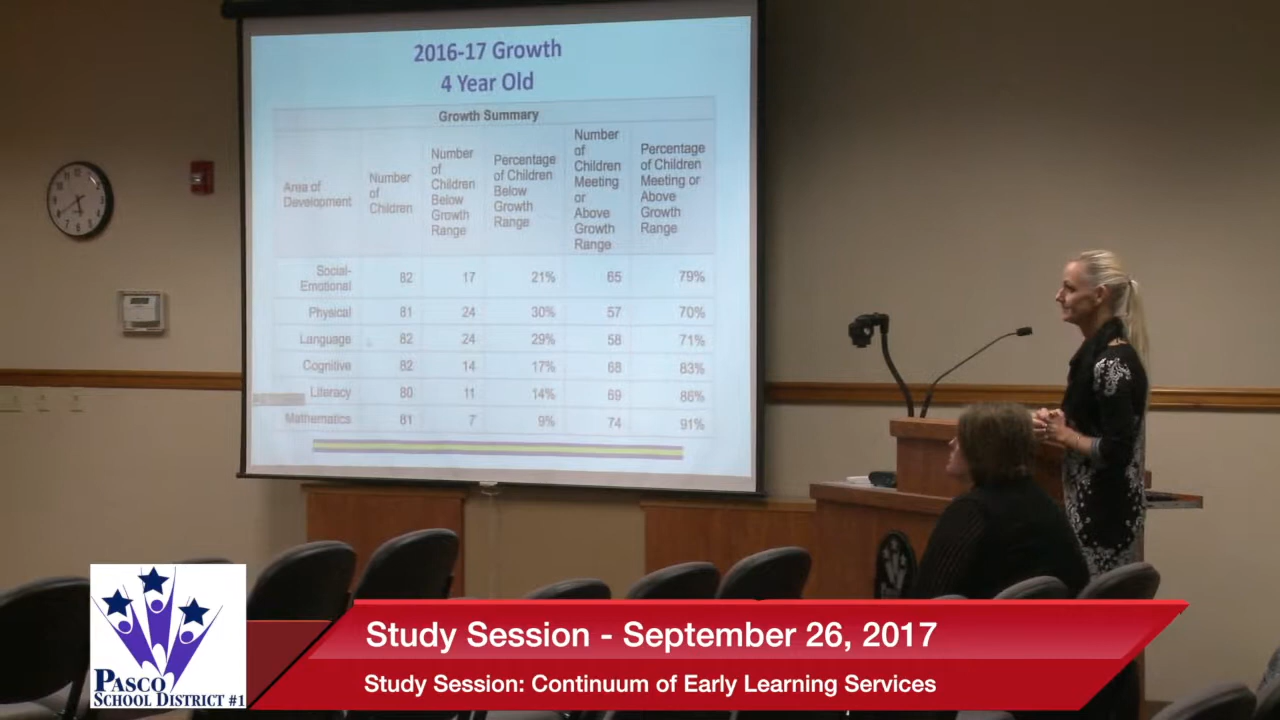 2016-17 Growth
4 Year Old
Growth Summary
Area of Development
Number of Children
Number of Children Below Growth Range
Percentage of Children Below Growth Range
Number of Children Meeting or Above Growth Range
Percentage of Children Meeting or Above Growth Range
Social-Emotional 82 17 21% 65 79%
Physical 81 24 30% 57 70%
Language 82 24 29% 58 71%
Cognitive 82 14 17% 68 83%
Literacy 80 11 14% 69 86%
Mathematics 81 7 9% 74 91%
Study Session - September 26, 2017
Study Session: Continuum of Early Learning Services
PASCO
SCHOOL DISTRICT #1